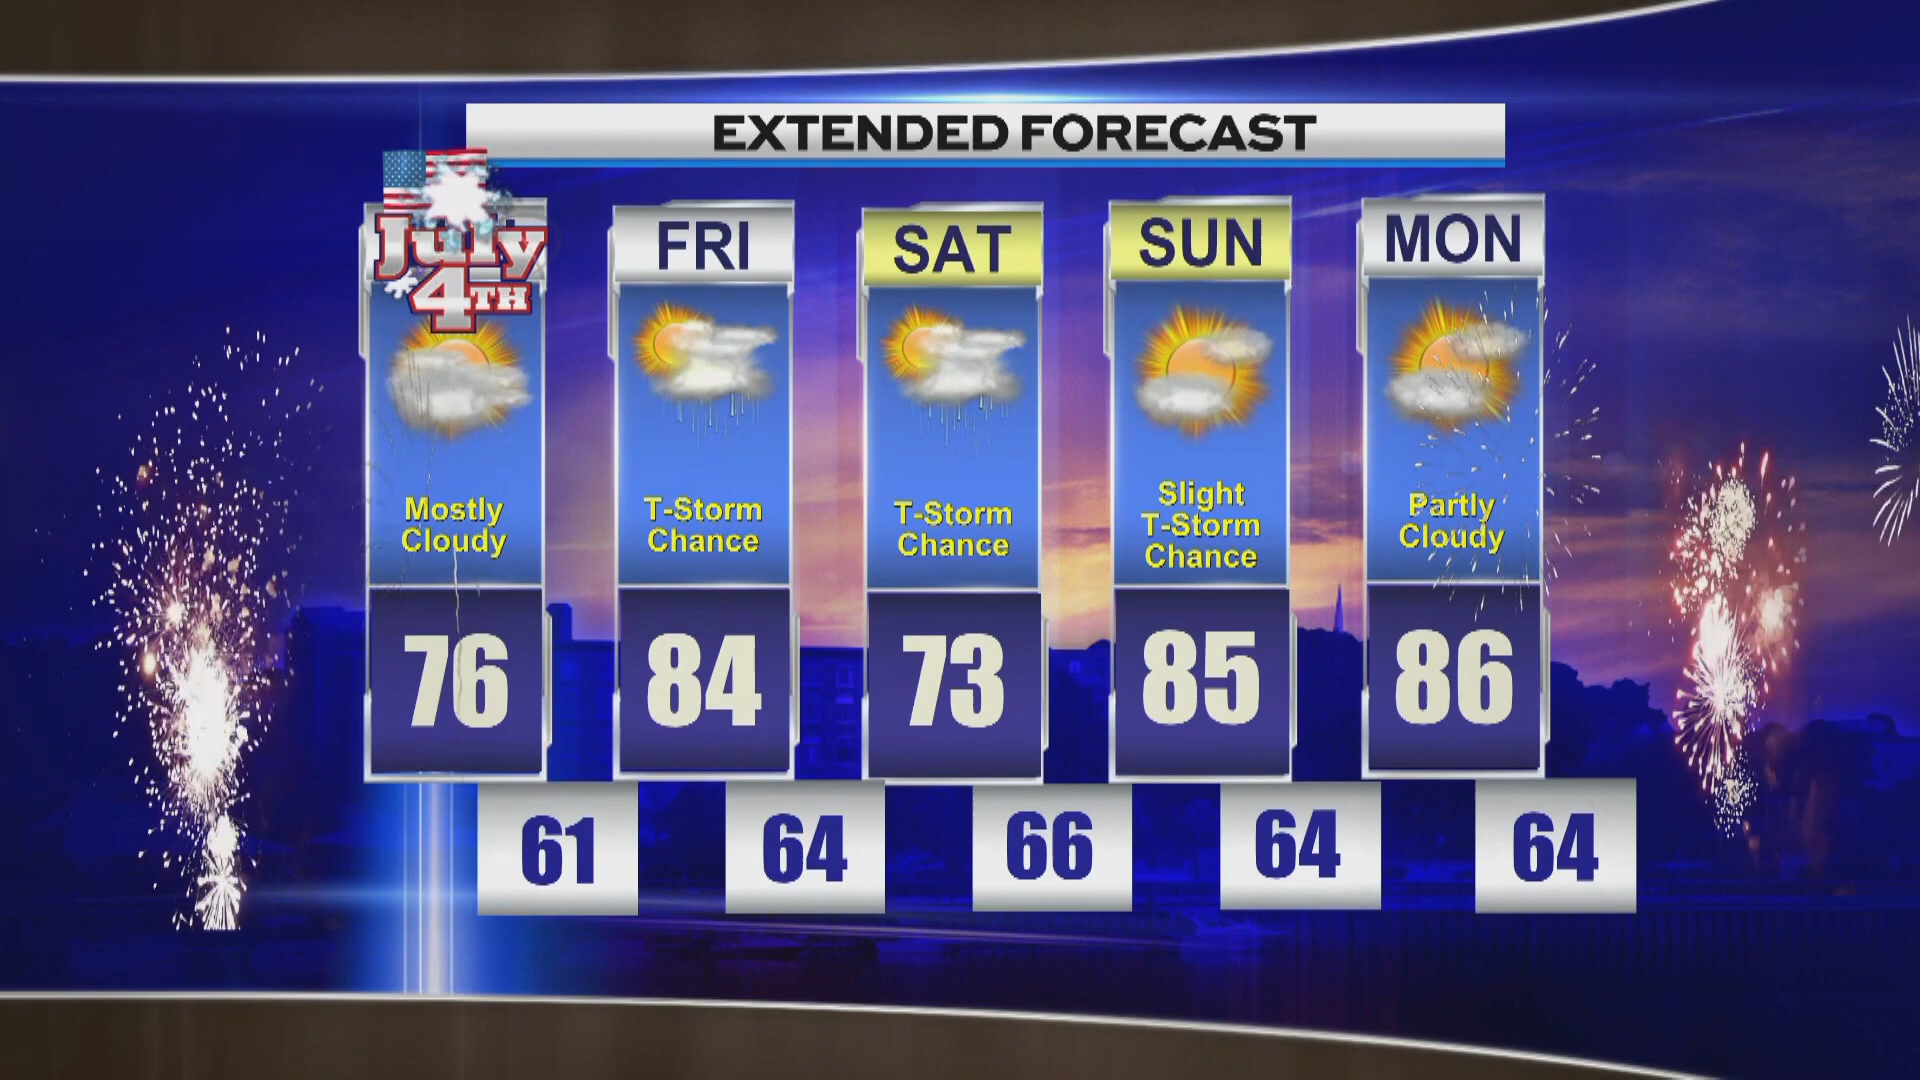 EXTENDED FORECAST
July
4TH
FRI
SAT
SUN
MON
Mostly
Cloudy
T-Storm
Chance
T-Storm
Chance
Slight
T-Storm
Chance
Partly
Cloudy
76
84
73
85
86
61
64
66
64
64